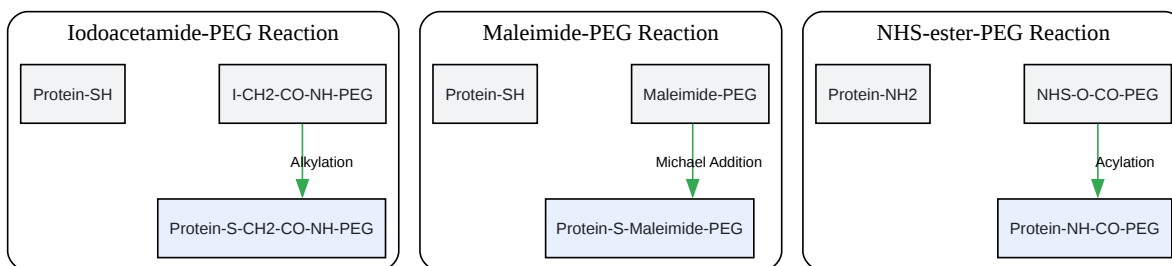 Iodoacetamide-PEG Reaction
Protein-SH
I-CH2-CO-NH-PEG
Alkylation
Protein-S-CH2-CO-NH-PEG
Maleimide-PEG Reaction
Protein-SH
Maleimide-PEG
Michael Addition
Protein-S-Maleimide-PEG
NHS-ester-PEG Reaction
Protein-NH2
NHS-O-CO-PEG
Acylation
Protein-NH-CO-PEG